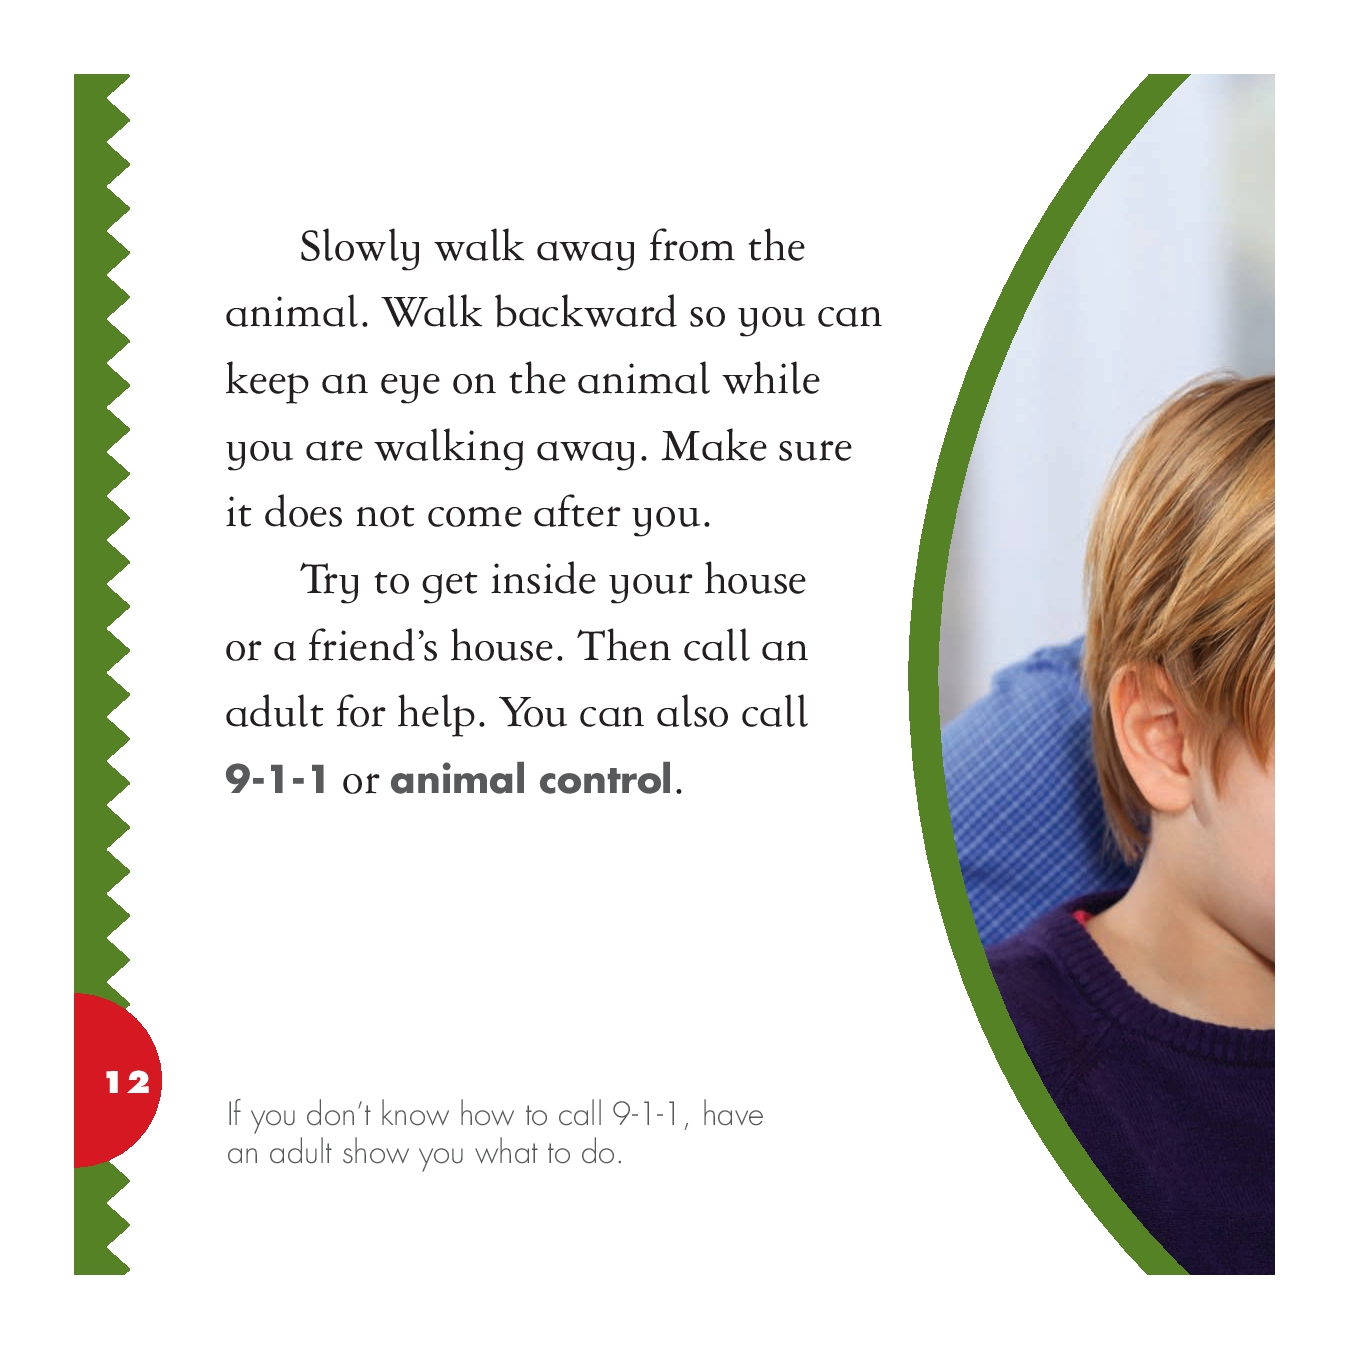 Slowly walk away from the
animal. Walk backward so you can
keep an eye on the animal while
you are walking away. Make sure
it does not come after you.
Try to get inside your house
or a friend’s house. Then call an
adult for help. You can also call
9-1-1 or animal control.
12
If you don’t know how to call 9-1-1, have
an adult show you what to do.